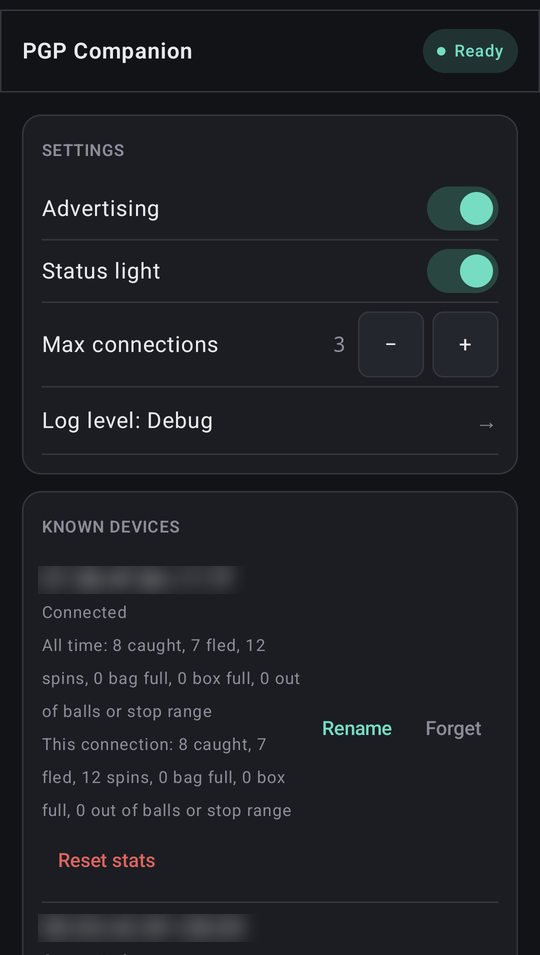 PGP Companion
Ready
SETTINGS
Advertising
Status light
Max connections 3 − +
Log level: Debug →
KNOWN DEVICES
Connected
All time: 8 caught, 7 fled, 12
spins, 0 bag full, 0 box full, 0 out
of balls or stop range
This connection: 8 caught, 7
fled, 12 spins, 0 bag full, 0 box
full, 0 out of balls or stop range
Rename Forget
Reset stats